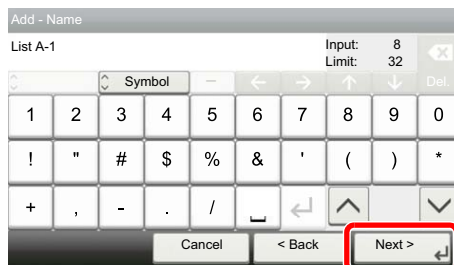 Add - Name
List A-1
Input: 8
Limit: 32
Symbol
Del.
1 2 3 4 5 6 7 8 9 0
! " # $ % & ' ( ) *
+ , - . / _
Cancel < Back Next >